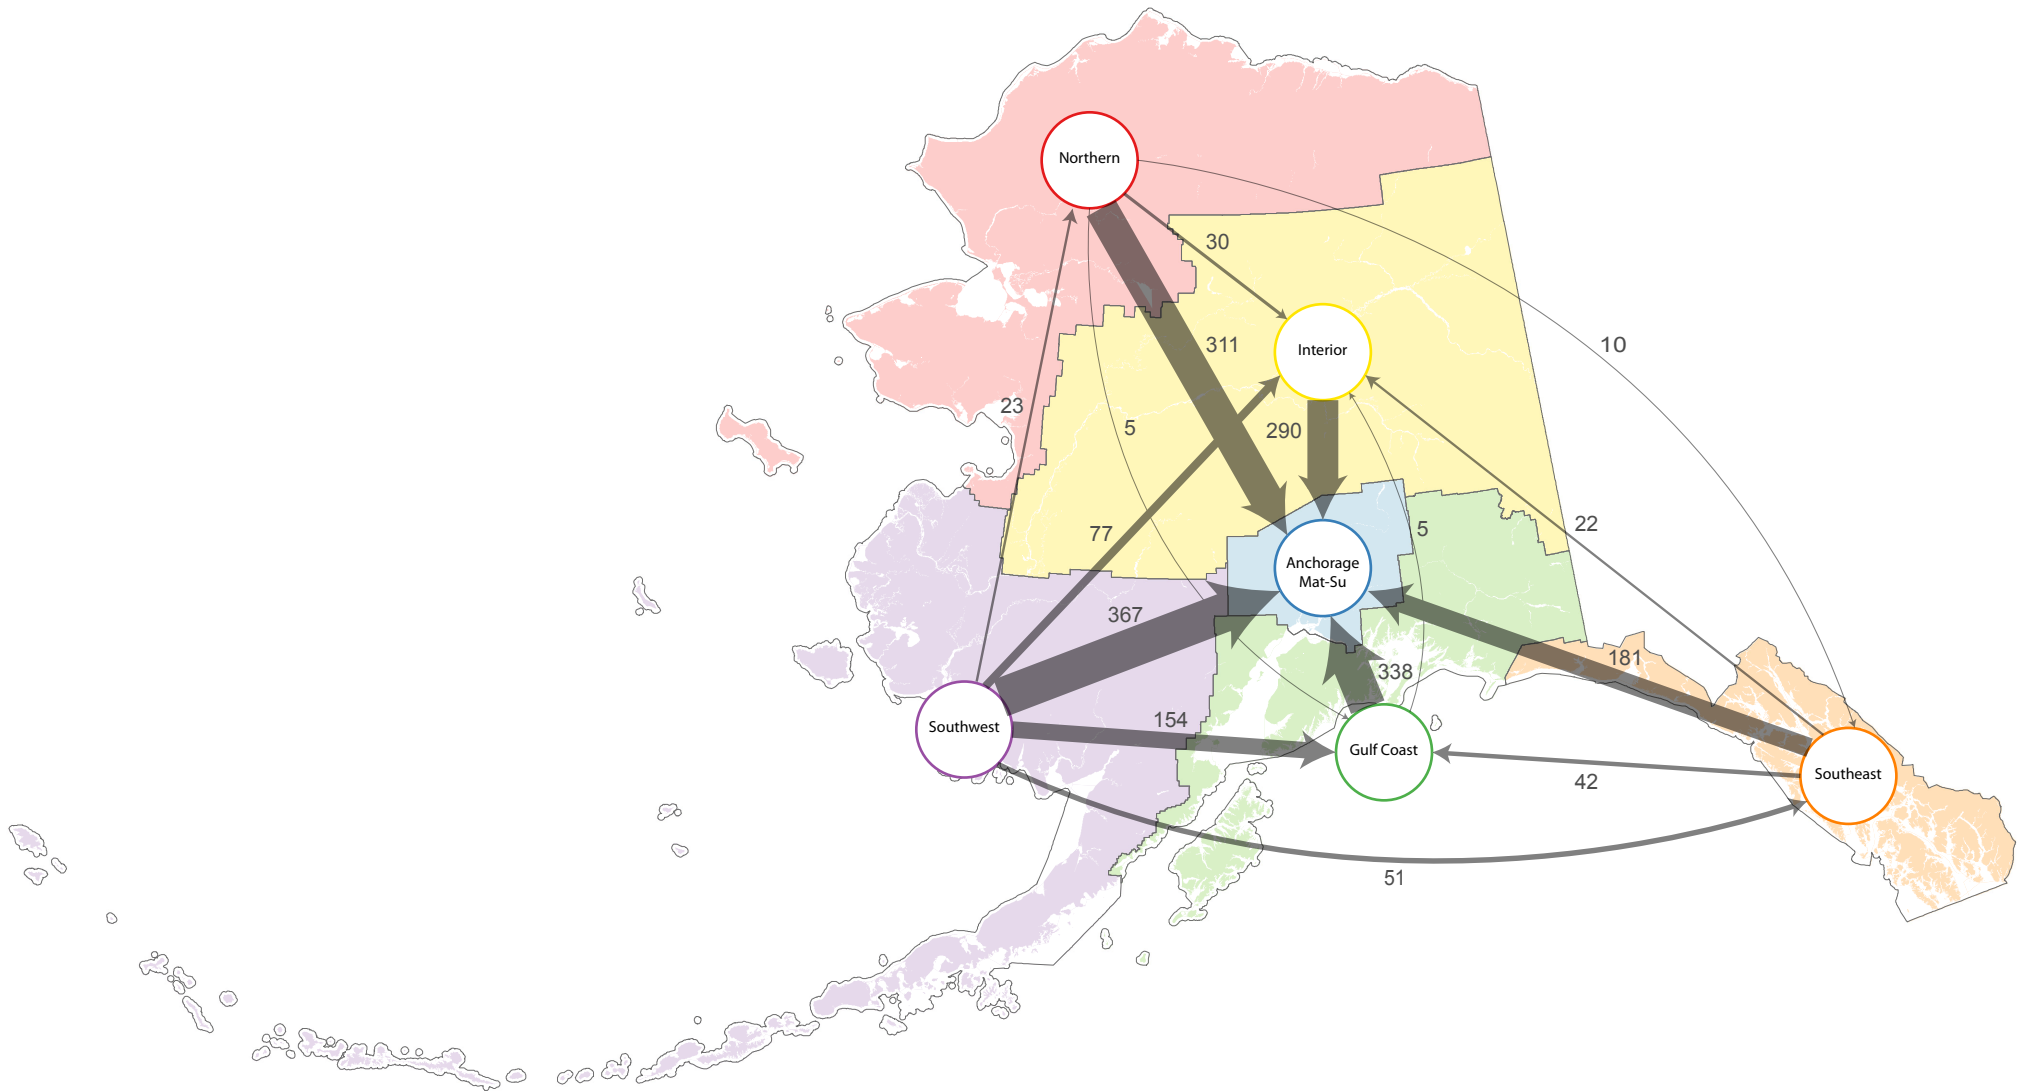 Northern
30
311
Interior
10
23
5
290
77
5
22
Anchorage
Mat-Su
367
338
181
154
Southwest
Gulf Coast
42
Southeast
51